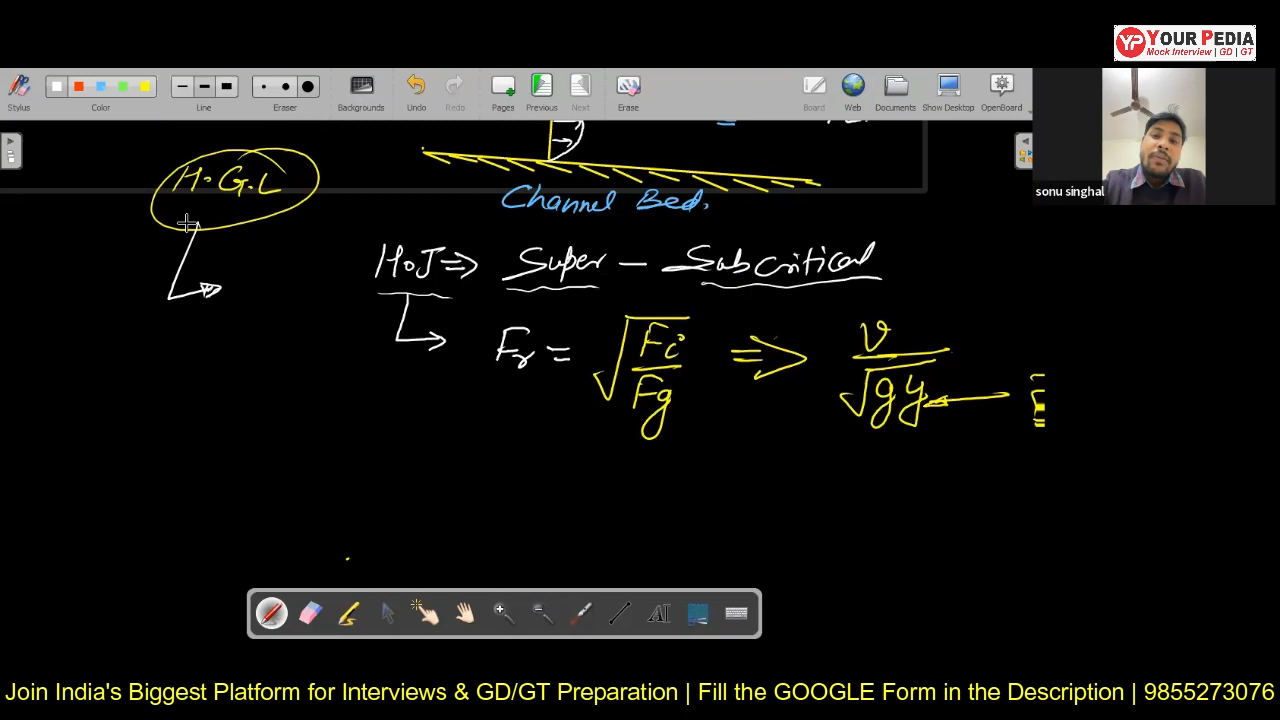 YP YOUR PEDIA
Mock Interview | GD | GT
Stylus Color Line Eraser Backgrounds Undo Redo Pages Previous Next Erase Board Web Documents Show Desktop OpenBoard
sonu singhal
H.G.L
Channel Bed.
HoJ => Super - Subcritical
Fr = √(Fi/Fg) => v/√gy
AI
Join India's Biggest Platform for Interviews & GD/GT Preparation | Fill the GOOGLE Form in the Description | 9855273076